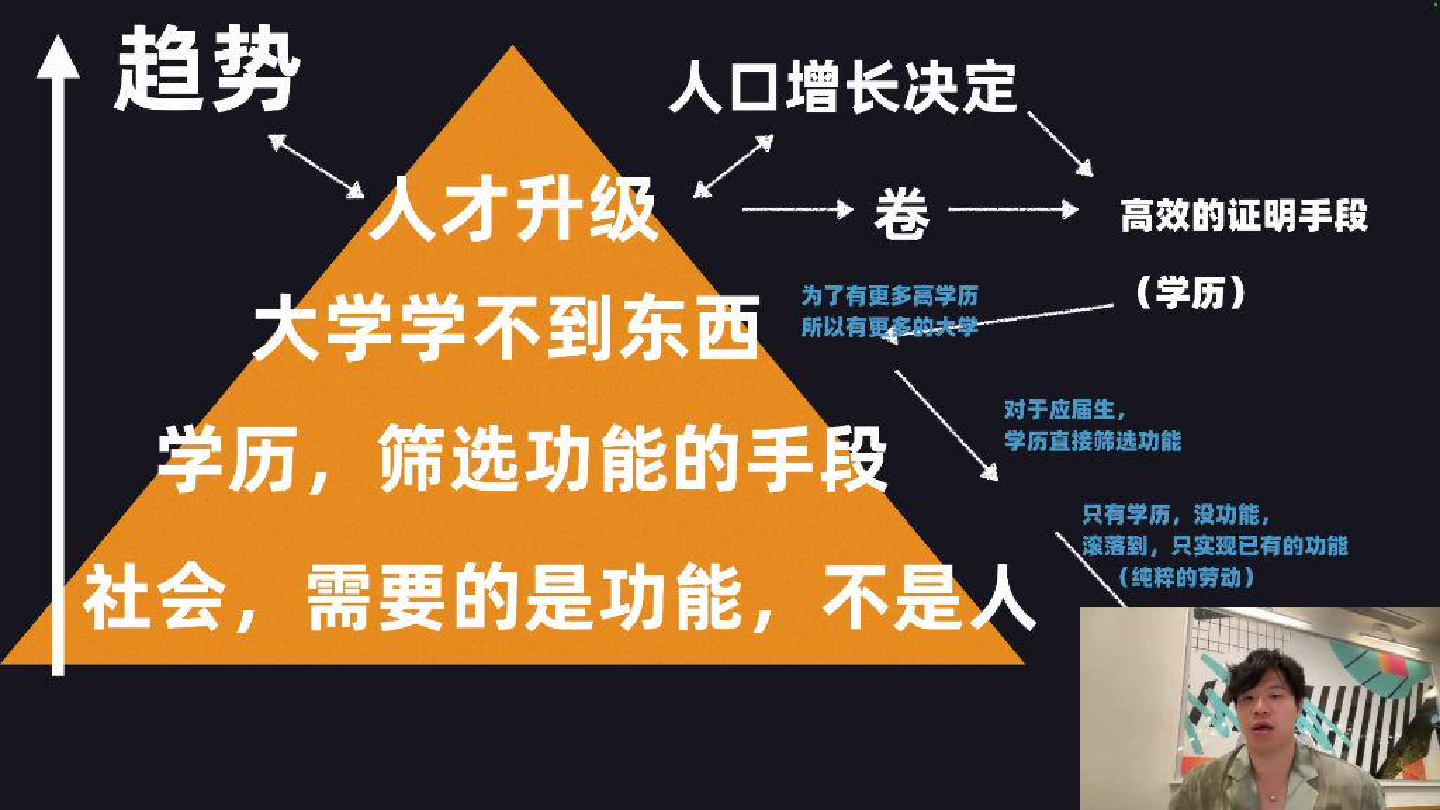 趋势
人口增长决定
人才升级
卷
高效的证明手段
（学历）
大学学不到东西
为了有更多高学历
所以有更多的大学
学历，筛选功能的手段
对于应届生，
学历直接筛选功能
只有学历，没功能，
滚落到，只实现已有的功能
（纯粹的劳动）
社会，需要的是功能，不是人